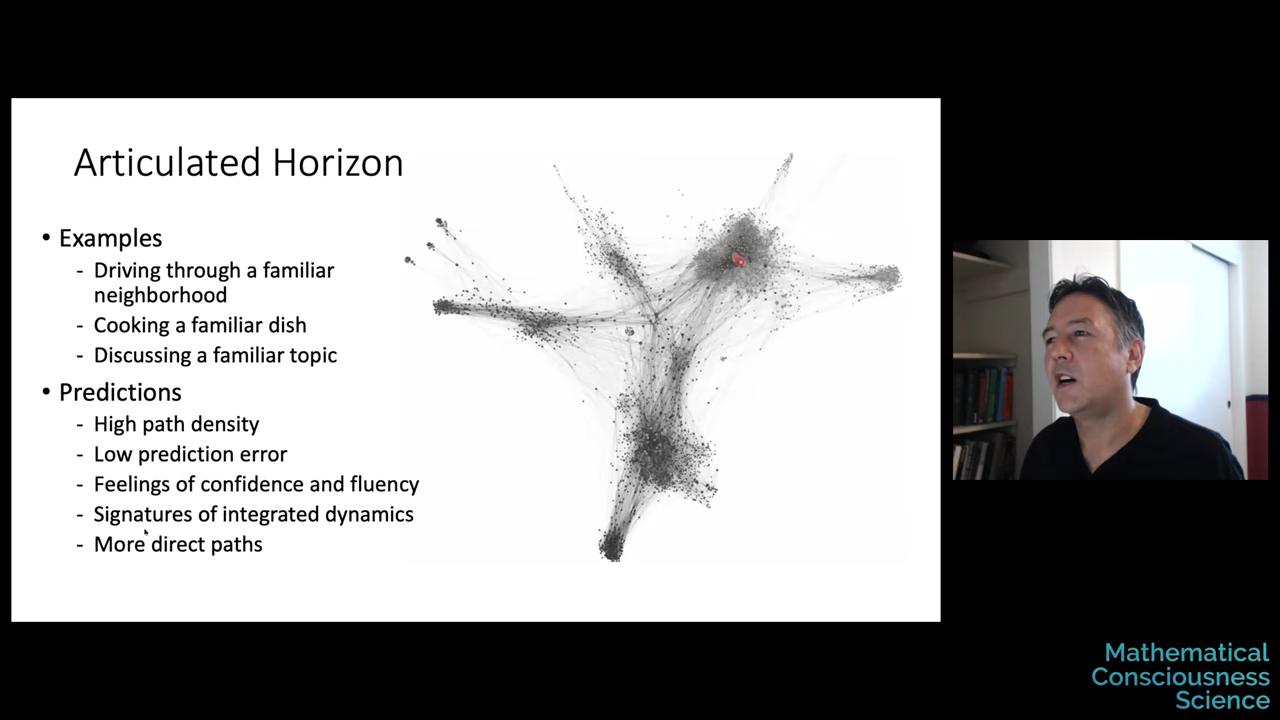 Articulated Horizon
• Examples
- Driving through a familiar
neighborhood
- Cooking a familiar dish
- Discussing a familiar topic
• Predictions
- High path density
- Low prediction error
- Feelings of confidence and fluency
- Signatures of integrated dynamics
- More direct paths
Mathematical
Consciousness
Science